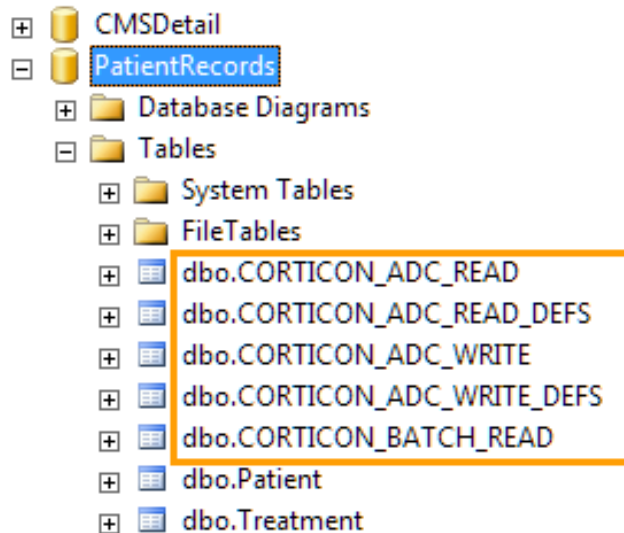 CMSDetail
PatientRecords
Database Diagrams
Tables
System Tables
FileTables
dbo.CORTICON_ADC_READ
dbo.CORTICON_ADC_READ_DEFS
dbo.CORTICON_ADC_WRITE
dbo.CORTICON_ADC_WRITE_DEFS
dbo.CORTICON_BATCH_READ
dbo.Patient
dbo.Treatment